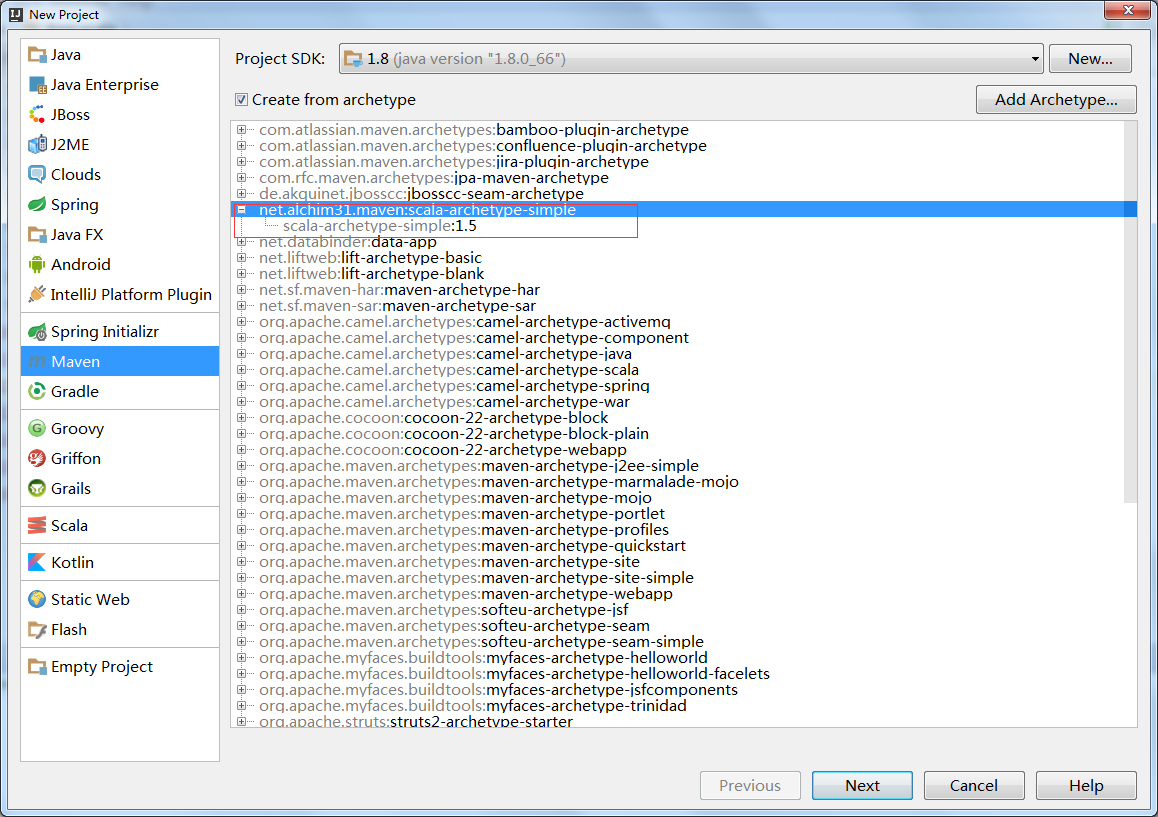 New Project
Java
Java Enterprise
JBoss
J2ME
Clouds
Spring
Java FX
Android
IntelliJ Platform Plugin
Spring Initializr
Maven
Gradle
Groovy
Griffon
Grails
Scala
Kotlin
Static Web
Flash
Empty Project
Project SDK: 1.8 (java version "1.8.0_66") New...
Create from archetype Add Archetype...
com.atlassian.maven.archetypes:bamboo-plugin-archetype
com.atlassian.maven.archetypes:confluence-plugin-archetype
com.atlassian.maven.archetypes:jira-plugin-archetype
com.rfc.maven.archetypes:jpa-maven-archetype
de.akquinet.jbosscc:jbosscc-seam-archetype
net.alchim31.maven:scala-archetype-simple
scala-archetype-simple:1.5
net.databinder:data-app
net.liftweb:lift-archetype-basic
net.liftweb:lift-archetype-blank
net.sf.maven-har:maven-archetype-har
net.sf.maven-sar:maven-archetype-sar
org.apache.camel.archetypes:camel-archetype-activemq
org.apache.camel.archetypes:camel-archetype-component
org.apache.camel.archetypes:camel-archetype-java
org.apache.camel.archetypes:camel-archetype-scala
org.apache.camel.archetypes:camel-archetype-spring
org.apache.camel.archetypes:camel-archetype-war
org.apache.cocoon:cocoon-22-archetype-block
org.apache.cocoon:cocoon-22-archetype-block-plain
org.apache.cocoon:cocoon-22-archetype-webapp
org.apache.maven.archetypes:maven-archetype-j2ee-simple
org.apache.maven.archetypes:maven-archetype-marmalade-mojo
org.apache.maven.archetypes:maven-archetype-mojo
org.apache.maven.archetypes:maven-archetype-portlet
org.apache.maven.archetypes:maven-archetype-profiles
org.apache.maven.archetypes:maven-archetype-quickstart
org.apache.maven.archetypes:maven-archetype-site
org.apache.maven.archetypes:maven-archetype-site-simple
org.apache.maven.archetypes:maven-archetype-webapp
org.apache.maven.archetypes:softeu-archetype-jsf
org.apache.maven.archetypes:softeu-archetype-seam
org.apache.maven.archetypes:softeu-archetype-seam-simple
org.apache.myfaces.buildtools:myfaces-archetype-helloworld
org.apache.myfaces.buildtools:myfaces-archetype-helloworld-facelets
org.apache.myfaces.buildtools:myfaces-archetype-jsfcomponents
org.apache.myfaces.buildtools:myfaces-archetype-trinidad
org.apache.struts:struts2-archetype-starter
Previous Next Cancel Help